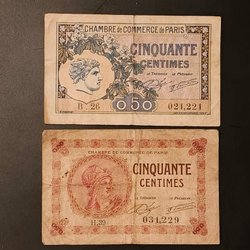 CHAMBRE DE COMMERCE DE PARIS
CINQUANTE
CENTIMES
B.26
0,50
021,221
CHAMBRE DE COMMERCE DE PARIS
CINQUANTE
CENTIMES
H.39
031,229